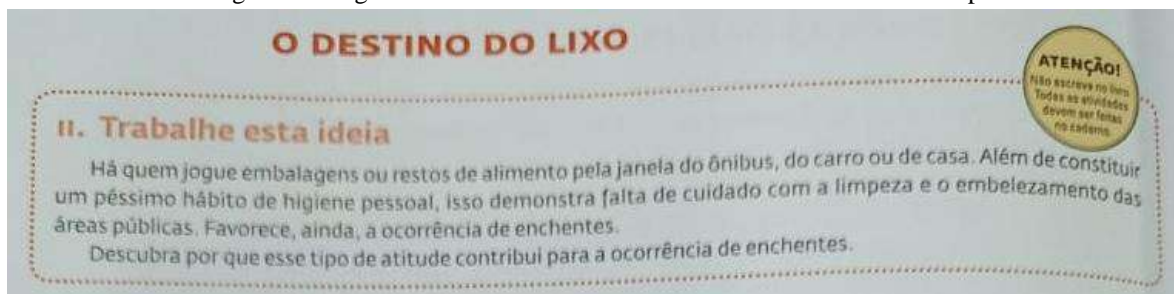 O DESTINO DO LIXO
ATENÇÃO!
Não escreva no livro.
Todas as atividades
devem ser feitas
no caderno.
II. Trabalhe esta ideia
Há quem jogue embalagens ou restos de alimento pela janela do ônibus, do carro ou de casa. Além de constituir
um péssimo hábito de higiene pessoal, isso demonstra falta de cuidado com a limpeza e o embelezamento das
áreas públicas. Favorece, ainda, a ocorrência de enchentes.
Descubra por que esse tipo de atitude contribui para a ocorrência de enchentes.